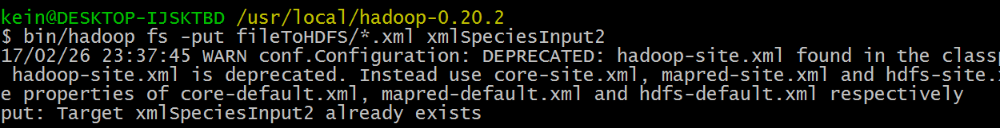 kein@DESKTOP-IJSKTBD /usr/local/hadoop-0.20.2
$ bin/hadoop fs -put fileToHDFS/*.xml xmlSpeciesInput2
17/02/26 23:37:45 WARN conf.Configuration: DEPRECATED: hadoop-site.xml found in the classp
 hadoop-site.xml is deprecated. Instead use core-site.xml, mapred-site.xml and hdfs-site.
e properties of core-default.xml, mapred-default.xml and hdfs-default.xml respectively
put: Target xmlSpeciesInput2 already exists